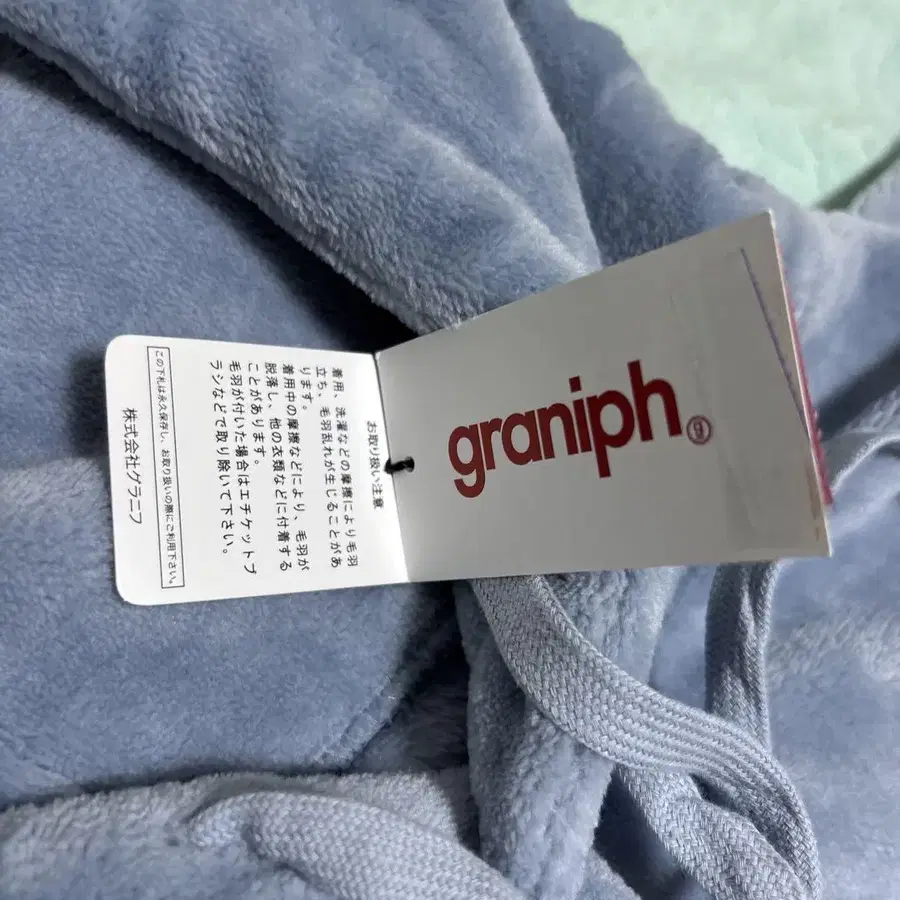 お取り扱い注意
着用、洗濯などの摩擦により毛羽
立ち、毛羽乱れが生じることがあ
ります。
着用中の摩擦などにより、毛羽が
脱落し、他の衣類などに付着する
ことがあります。
毛羽が付いた場合はエチケットブ
ラシなどで取り除いて下さい。
この下札は永久保存し、お取り扱いの際にご利用下さい。
株式会社グラニフ
graniph